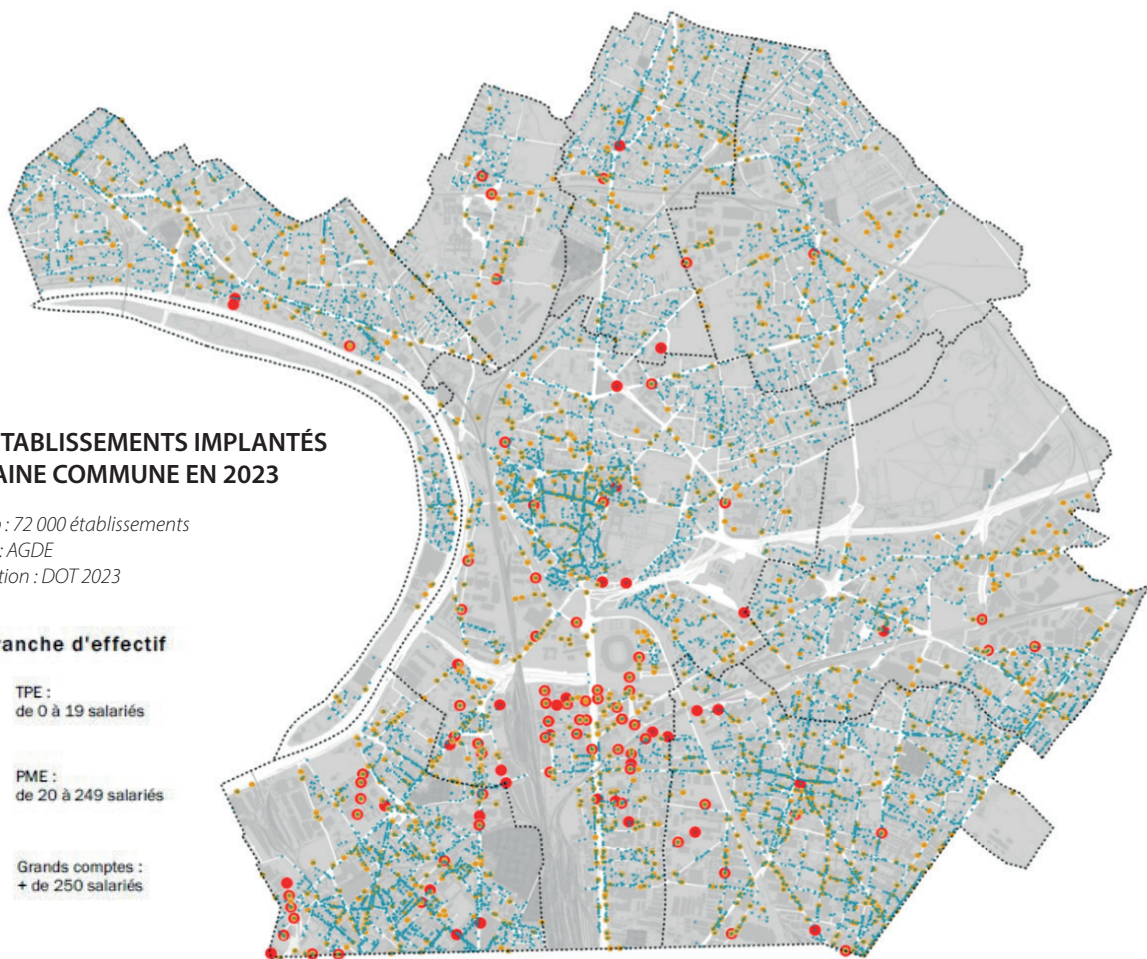 TABLISSEMENTS IMPLANTÉS
AINE COMMUNE EN 2023
: 72 000 établissements
: AGDE
tion : DOT 2023
anche d'effectif
TPE :
de 0 à 19 salariés
PME :
de 20 à 249 salariés
Grands comptes :
+ de 250 salariés